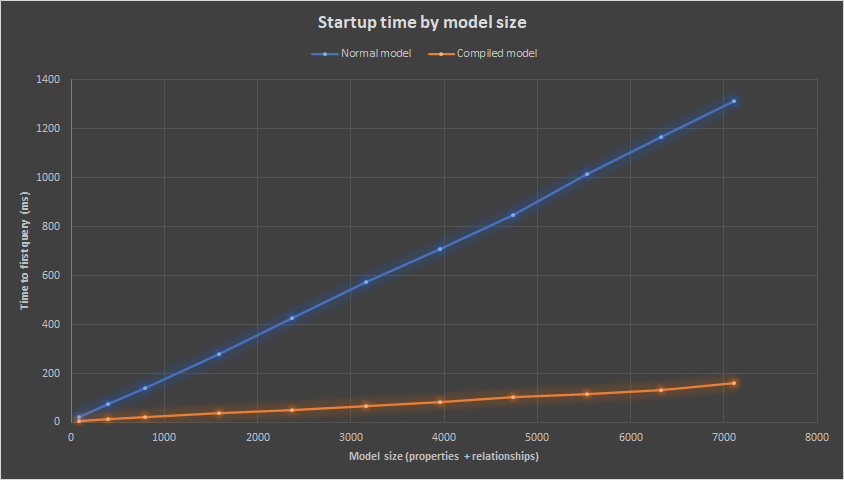 Startup time by model size
Normal model Compiled model
1400
1200
1000
800
600
400
200
0
Time to first query (ms)
0 1000 2000 3000 4000 5000 6000 7000 8000
Model size (properties + relationships)